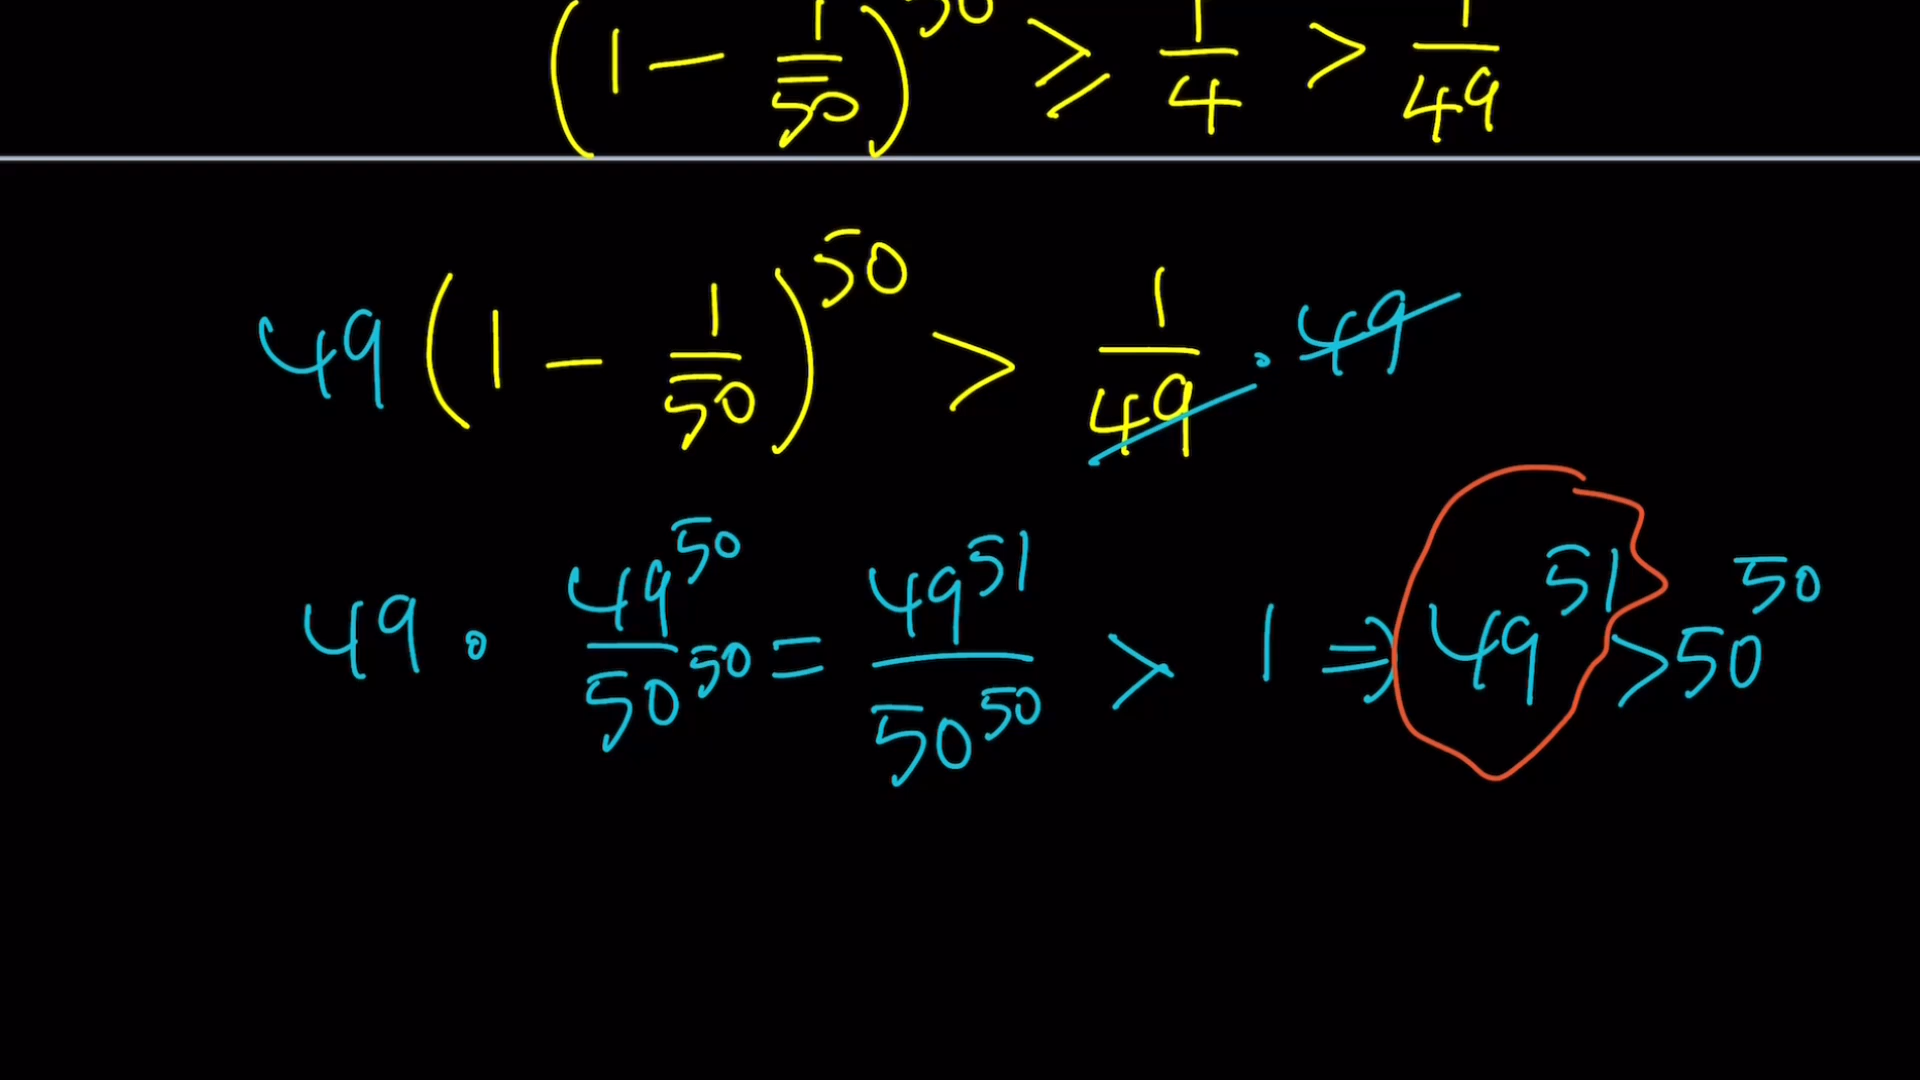 (1 − 1/50)^50 ≥ 1/4 > 1/49
49 (1 − 1/50)^50 > 1/49 · 49
49 · 49^50/50^50 = 49^51/50^50 > 1 ⇒ 49^51 > 50^50